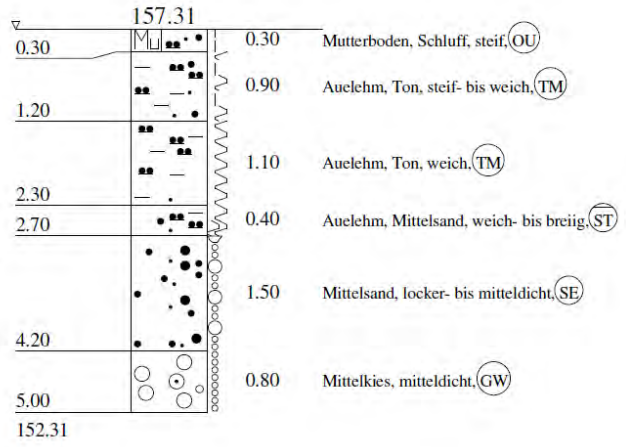 157.31
Mu
0.30 0.30 Mutterboden, Schluff, steif, OU
0.90 Auelehm, Ton, steif- bis weich, TM
1.20
1.10 Auelehm, Ton, weich, TM
2.30
0.40 Auelehm, Mittelsand, weich- bis breiig, ST
2.70
1.50 Mittelsand, locker- bis mitteldicht, SE
4.20
0.80 Mittelkies, mitteldicht, GW
5.00
152.31